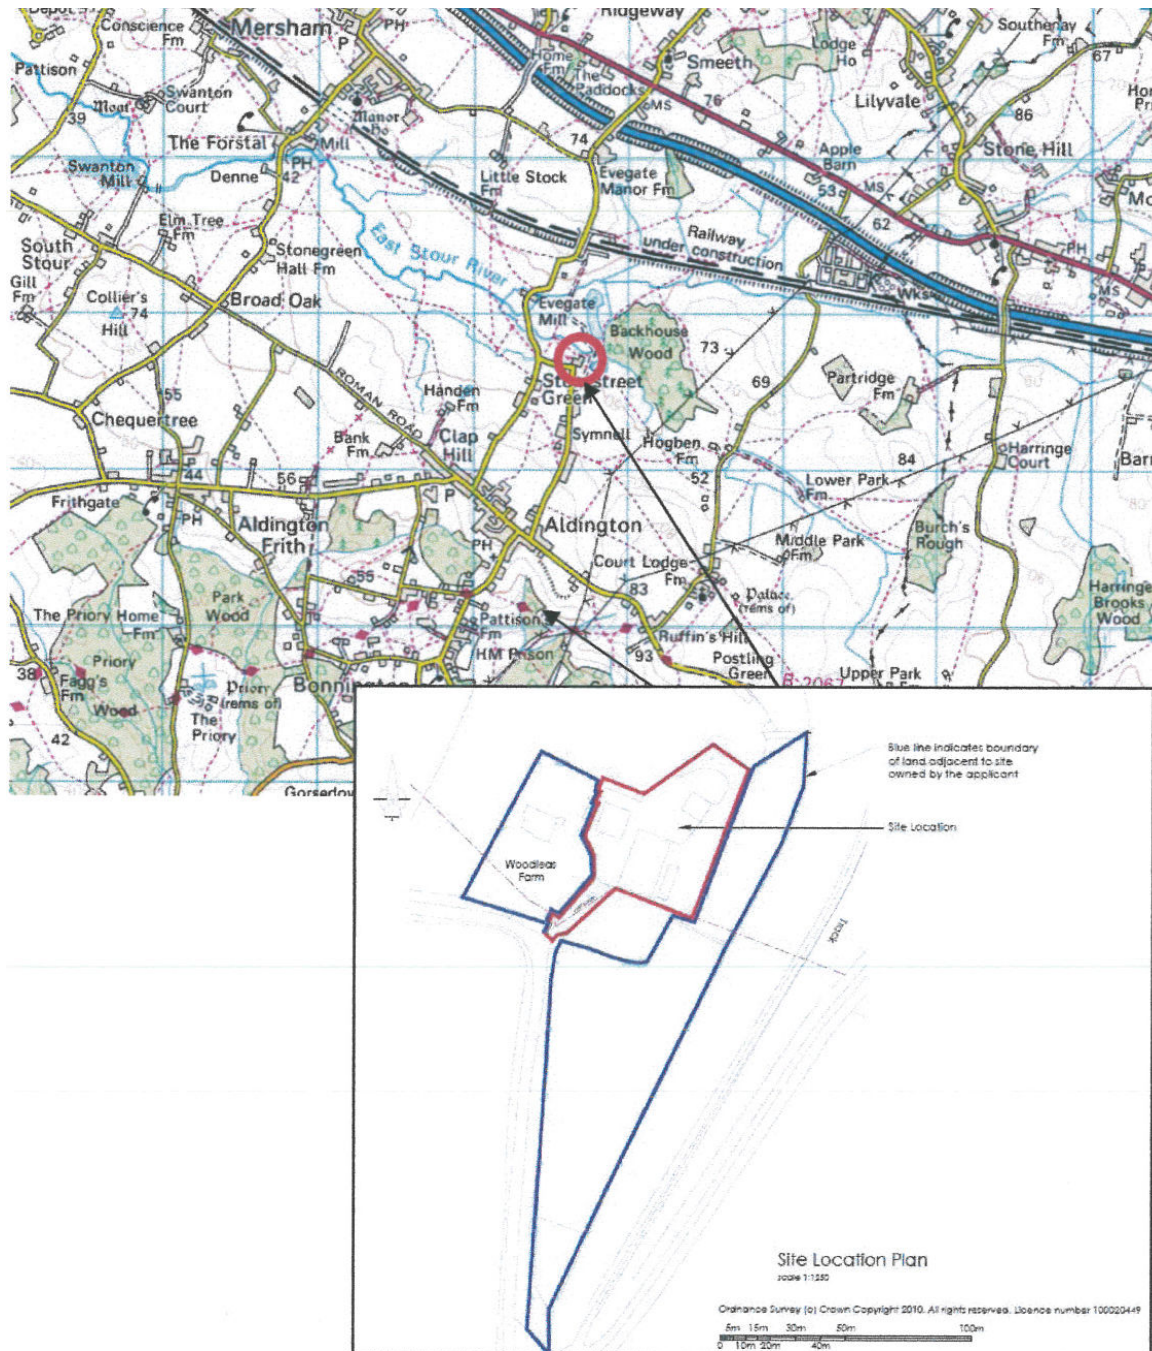 Conscience
Fm
Mersham
P
PH
Ridgeway
Southenay
Fm
67
Pattison
39
Moat
Swanton
Court
Home
Fm
The
Paddocks
MS
Smeeth
76
Lodge
Ho
Lilyvale
86
The Forstal
Manor
Ho
Mill
PH
42
74
Apple
Barn
Stone Hill
Swanton
Mill
Denne
Little Stock
Fm
Evegate
Manor Fm
53
MS
62
Elm Tree
Fm
South
Stour
Stonegreen
Hall Fm
East Stour River
Railway
under construction
PH
MS
Gill
Fm
Collier's
74
Hill
Broad Oak
Evegate
Mill
Wks
Backhouse
Wood
73
55
ROMAN ROAD
Handen
Fm
Street
Green
69
Partridge
Fm
Chequertree
Bank
Fm
Clap
Hill
Symnell
Hogben
Fm
84
Harringe
Court
44
56
P
52
Lower Park
Fm
Frithgate
PH
Aldington
Frith
Aldington
Burch's
Rough
PH
Middle Park
Fm
Court Lodge
Fm
55
83
Palace
(rems of)
Park
Wood
The Priory Home
Fm
Pattison
Fm
Ruffin's Hill
Harringe
Brooks
Wood
Priory
Wood
HM Prison
93
Postling
Green
Upper Park
Fm
38
Fagg's
Fm
Priory
(rems of)
The
Priory
42
B 2067
Blue line indicates boundary
of land adjacent to site
owned by the applicant
Site Location
Woodleas
Farm
Track
Site Location Plan
scale 1:1250
Ordnance Survey (c) Crown Copyright 2010. All rights reserved. Licence number 100020449
5m 15m 30m 50m 100m
0 10m 20m 40m